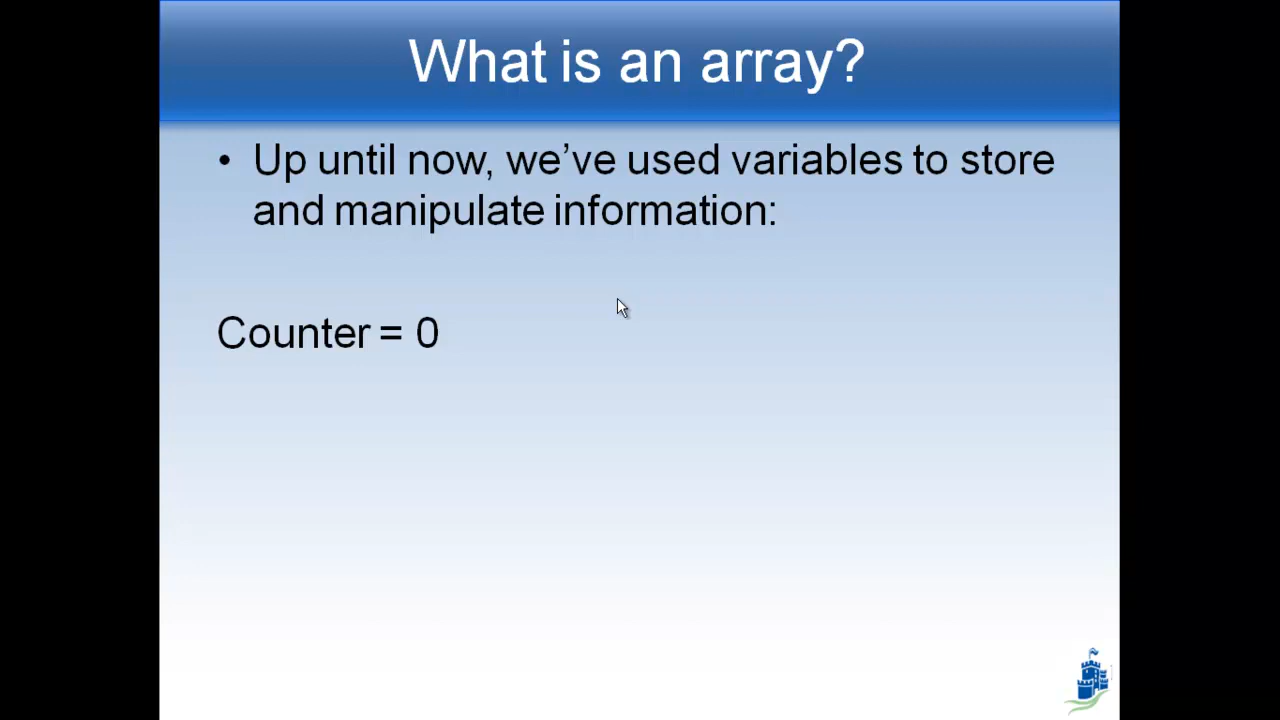 What is an array?
• Up until now, we’ve used variables to store
and manipulate information:
Counter = 0